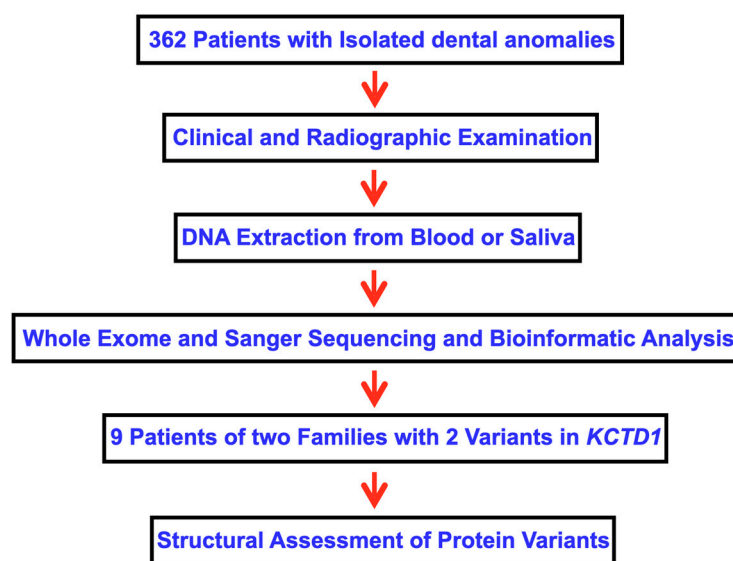 362 Patients with Isolated dental anomalies
Clinical and Radiographic Examination
DNA Extraction from Blood or Saliva
Whole Exome and Sanger Sequencing and Bioinformatic Analysis
9 Patients of two Families with 2 Variants in KCTD1
Structural Assessment of Protein Variants